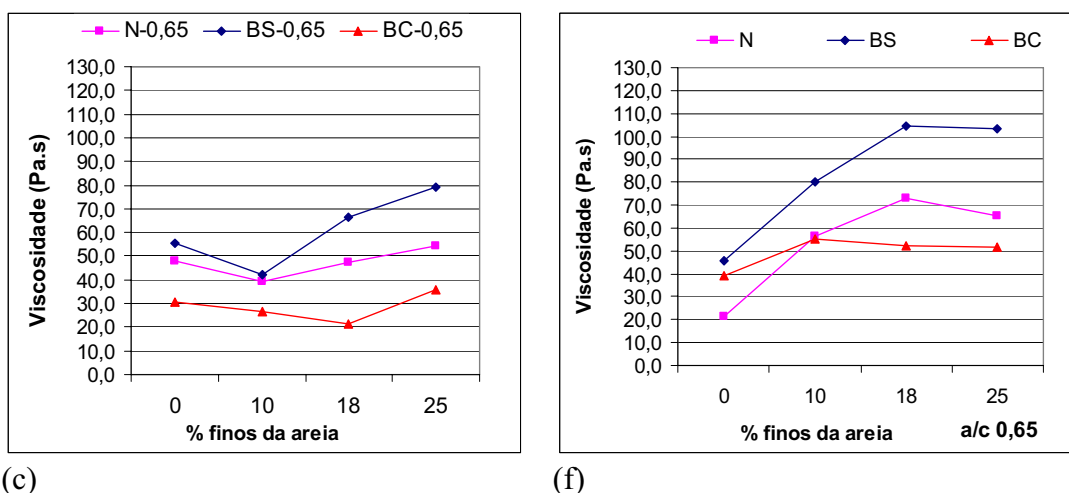 N-0,65 BS-0,65 BC-0,65
Viscosidade (Pa.s)
130,0
120,0
110,0
100,0
90,0
80,0
70,0
60,0
50,0
40,0
30,0
20,0
10,0
0,0
0 10 18 25
% finos da areia
(c)
N BS BC
Viscosidade (Pa.s)
130,0
120,0
110,0
100,0
90,0
80,0
70,0
60,0
50,0
40,0
30,0
20,0
10,0
0,0
0 10 18 25
% finos da areia a/c 0,65
(f)